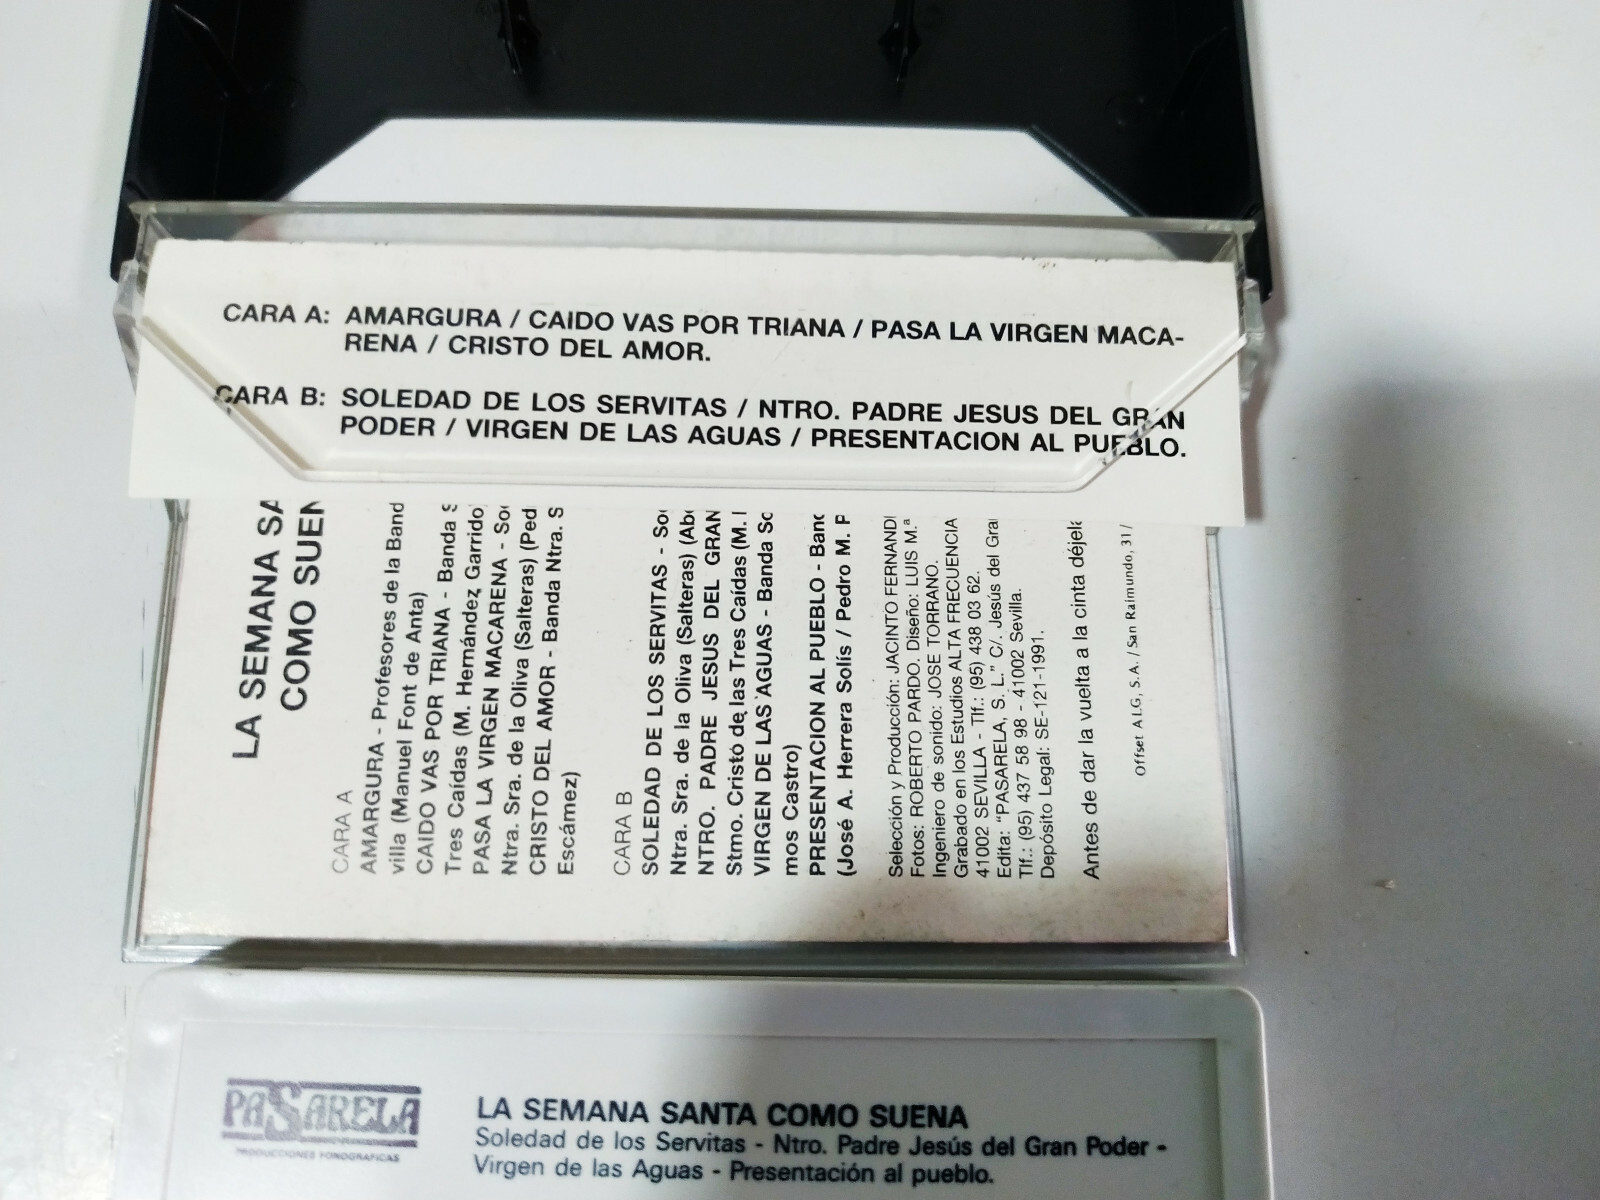 CARA A: AMARGURA / CAIDO VAS POR TRIANA / PASA LA VIRGEN MACA-
RENA / CRISTO DEL AMOR.
CARA B: SOLEDAD DE LOS SERVITAS / NTRO. PADRE JESUS DEL GRAN
PODER / VIRGEN DE LAS AGUAS / PRESENTACION AL PUEBLO.
LA SEMANA SA
COMO SUEN
CARA A
AMARGURA - Profesores de la Band
villa (Manuel Font de Anta)
CAIDO VAS POR TRIANA - Banda S
Tres Caídas (M. Hernández Garrido
PASA LA VIRGEN MACARENA - So
Ntra. Sra. de la Oliva (Salteras) (Ped
CRISTO DEL AMOR - Banda Ntra. S
Escámez)
CARA B
SOLEDAD DE LOS SERVITAS - So
Ntra. Sra. de la Oliva (Salteras) (Ab
NTRO. PADRE JESUS DEL GRAN
Stmo. Cristo de las Tres Caídas (M.
VIRGEN DE LAS AGUAS - Banda So
mos Castro)
PRESENTACION AL PUEBLO - Band
(José A. Herrera Solís / Pedro M. P
Selección y Producción: JACINTO FERNAND
Fotos: ROBERTO PARDO. Diseño: LUIS M.ª
Ingeniero de sonido: JOSE TORRANO.
Grabado en los Estudios ALTA FRECUENCIA
41002 SEVILLA - Tlf.: (95) 438 03 62.
Edita: "PASARELA, S. L." C/. Jesús del Gra
Tlf.: (95) 437 58 98 - 41002 Sevilla.
Depósito Legal: SE-121-1991.
Antes de dar la vuelta a la cinta déjel
Offset ALG, S.A. / San Raimundo, 31 /
PASARELA
PRODUCCIONES FONOGRAFICAS
LA SEMANA SANTA COMO SUENA
Soledad de los Servitas - Ntro. Padre Jesús del Gran Poder -
Virgen de las Aguas - Presentación al pueblo.